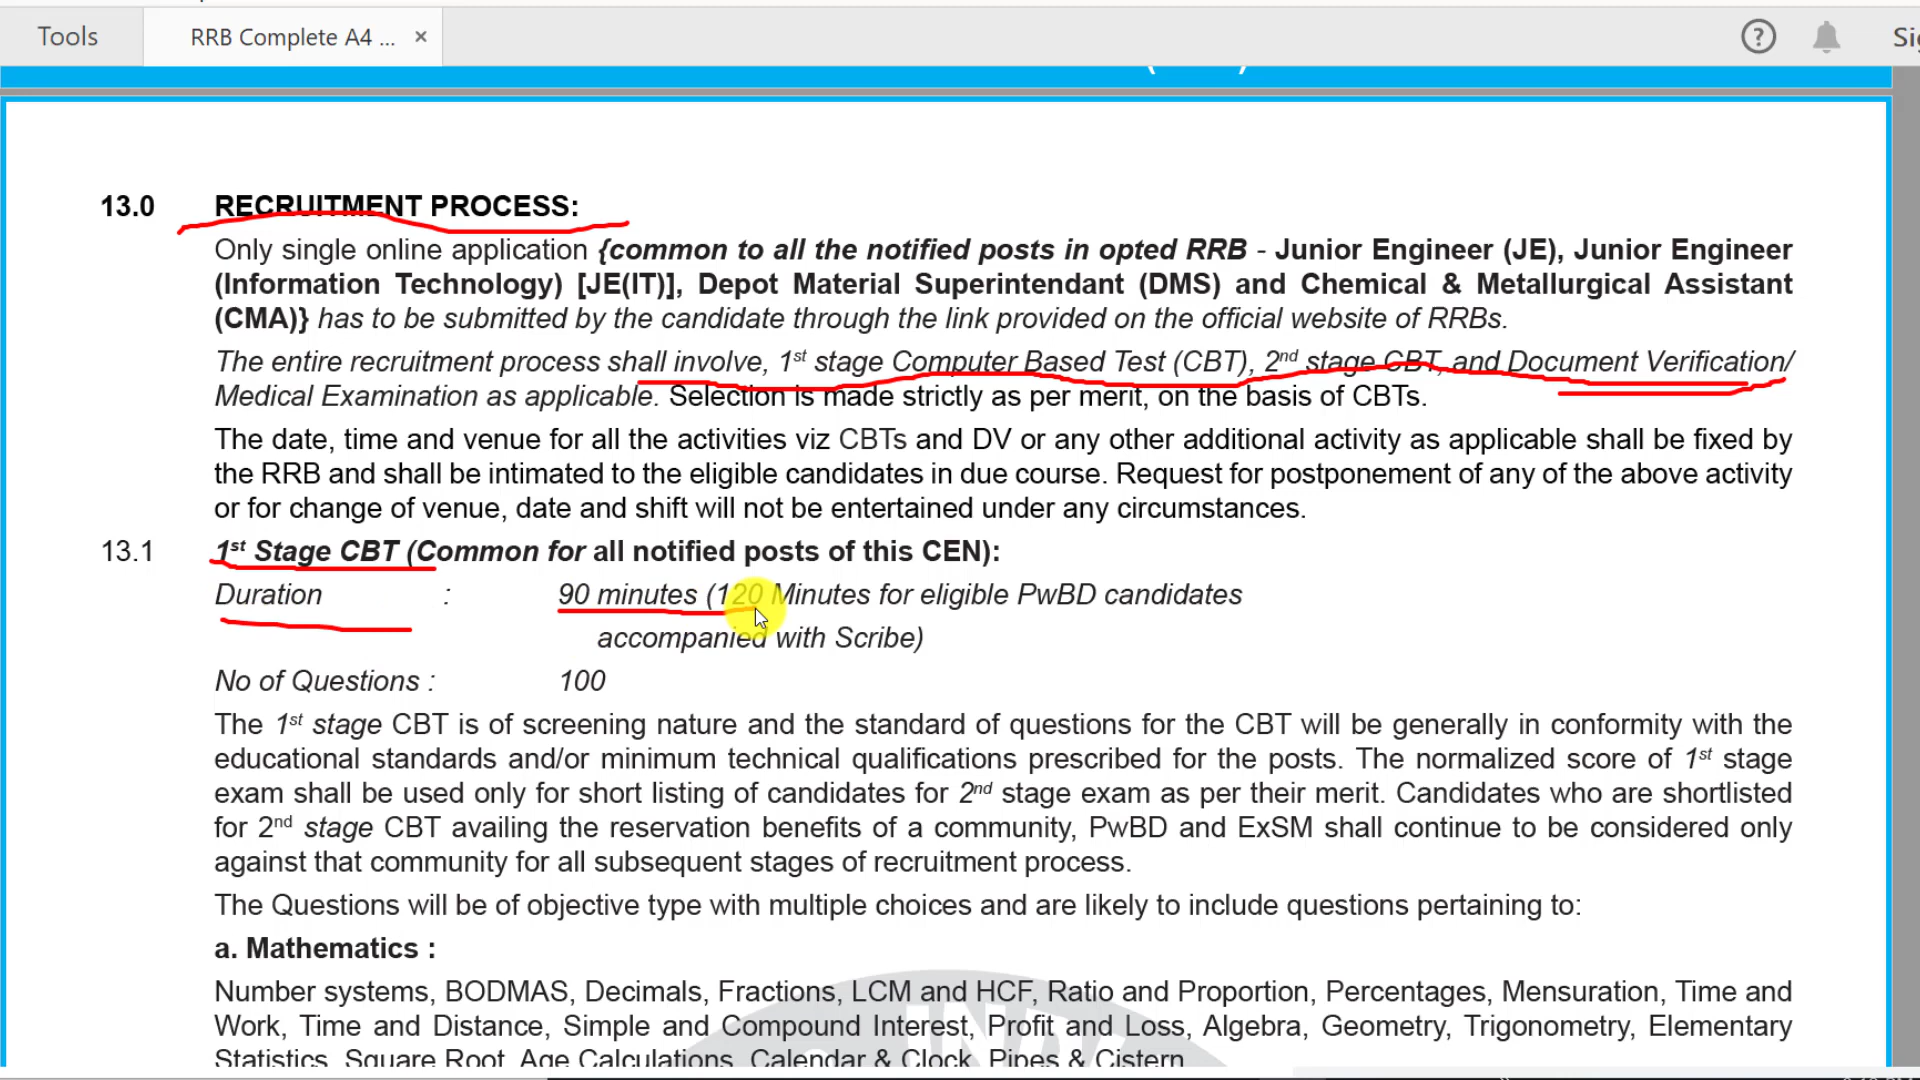 Tools
RRB Complete A4 ... ×
?
13.0 RECRUITMENT PROCESS:
Only single online application {common to all the notified posts in opted RRB - Junior Engineer (JE), Junior Engineer
(Information Technology) [JE(IT)], Depot Material Superintendant (DMS) and Chemical & Metallurgical Assistant
(CMA)} has to be submitted by the candidate through the link provided on the official website of RRBs.
The entire recruitment process shall involve, 1st stage Computer Based Test (CBT), 2nd stage CBT, and Document Verification/
Medical Examination as applicable. Selection is made strictly as per merit, on the basis of CBTs.
The date, time and venue for all the activities viz CBTs and DV or any other additional activity as applicable shall be fixed by
the RRB and shall be intimated to the eligible candidates in due course. Request for postponement of any of the above activity
or for change of venue, date and shift will not be entertained under any circumstances.
13.1 1st Stage CBT (Common for all notified posts of this CEN):
Duration : 90 minutes (120 Minutes for eligible PwBD candidates
accompanied with Scribe)
No of Questions : 100
The 1st stage CBT is of screening nature and the standard of questions for the CBT will be generally in conformity with the
educational standards and/or minimum technical qualifications prescribed for the posts. The normalized score of 1st stage
exam shall be used only for short listing of candidates for 2nd stage exam as per their merit. Candidates who are shortlisted
for 2nd stage CBT availing the reservation benefits of a community, PwBD and ExSM shall continue to be considered only
against that community for all subsequent stages of recruitment process.
The Questions will be of objective type with multiple choices and are likely to include questions pertaining to:
a. Mathematics :
Number systems, BODMAS, Decimals, Fractions, LCM and HCF, Ratio and Proportion, Percentages, Mensuration, Time and
Work, Time and Distance, Simple and Compound Interest, Profit and Loss, Algebra, Geometry, Trigonometry, Elementary
Statistics, Square Root, Age Calculations, Calendar & Clock, Pipes & Cistern